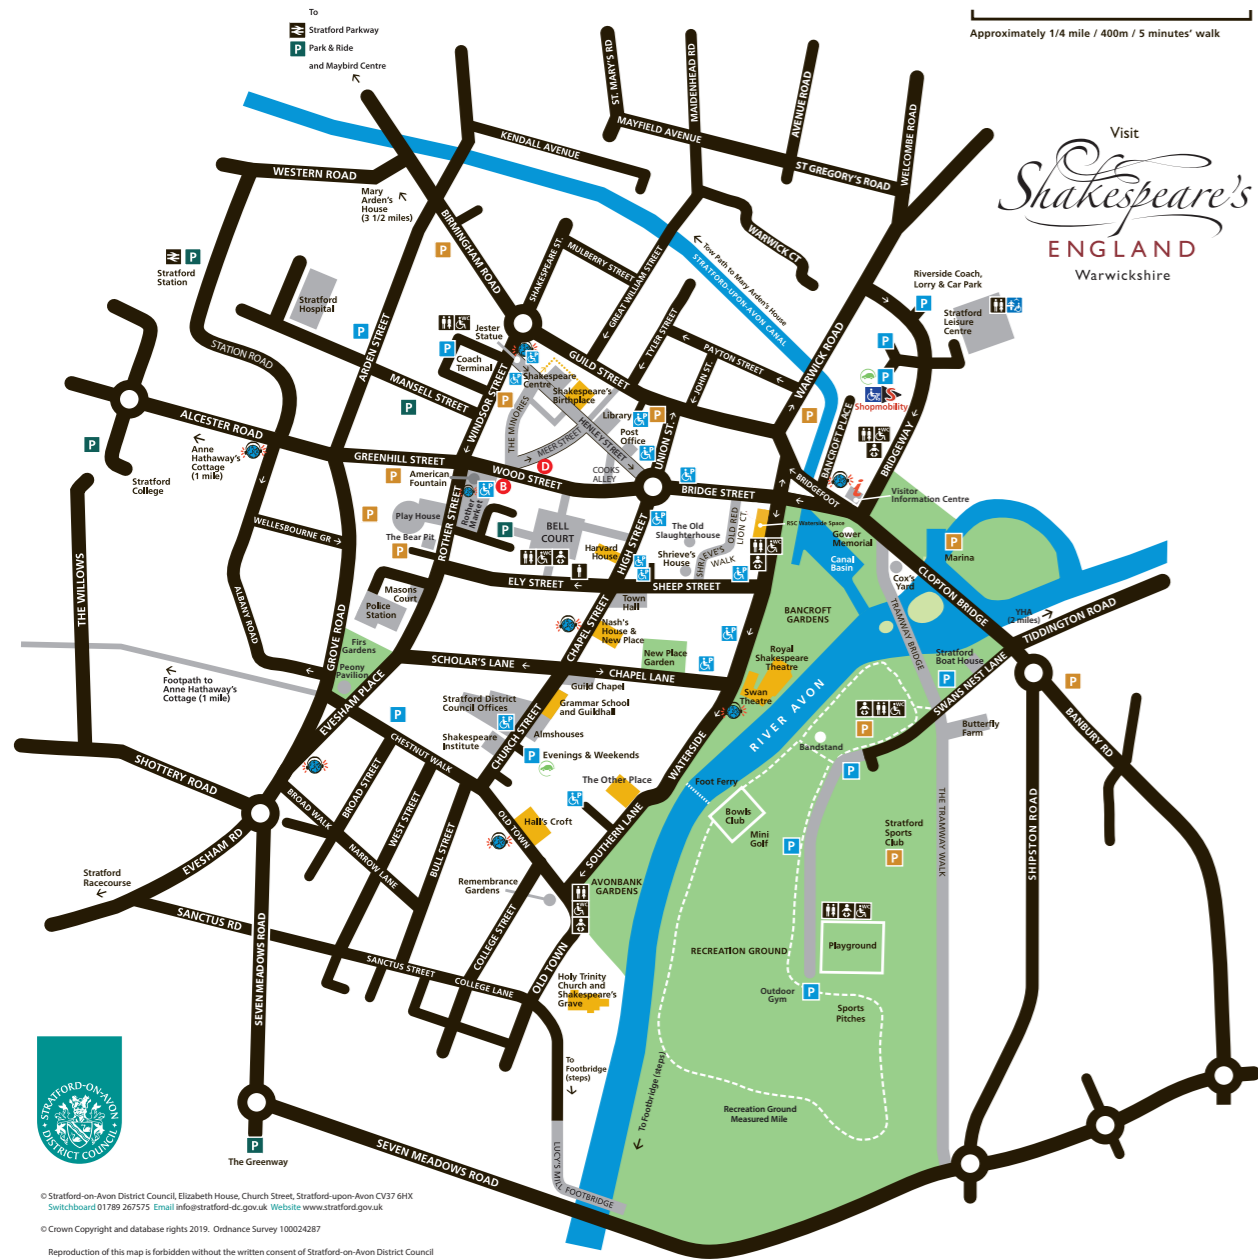 To
Stratford Parkway
P Park & Ride
and Maybird Centre
Approximately 1/4 mile / 400m / 5 minutes' walk
Visit
Shakespeare's
ENGLAND
Warwickshire
ST. MARY'S RD
MAIDENHEAD RD
AVENUE ROAD
WELCOMBE ROAD
MAYFIELD AVENUE
ST GREGORY'S ROAD
KENDALL AVENUE
WESTERN ROAD
Mary
Arden's
House
(3 1/2 miles)
BIRMINGHAM ROAD
SHAKESPEARE ST.
MULBERRY STREET
GREAT WILLIAM STREET
WARWICK CT
Tow Path to Mary Arden's House
STRATFORD-UPON-AVON CANAL
P
Stratford
Station
Stratford
Hospital
P
P
Riverside Coach,
Lorry & Car Park
P
Stratford
Leisure
Centre
WC
Jester
Statue
P
Coach
Terminal
GUILD STREET
TYLER STREET
PAYTON STREET
JOHN ST.
WARWICK ROAD
P
P
Shopmobility
STATION ROAD
ARDEN STREET
MANSELL STREET
WINDSOR STREET
Shakespeare
Centre
Shakespeare's
Birthplace
THE MINORIES
MEER STREET
HENLEY STREET
Library
P
Post
Office
UNION ST.
P
BANCROFT PLACE
BRIDGEWAY
WC
ALCESTER ROAD
P
P
P
Anne
Hathaway's
Cottage
(1 mile)
Stratford
College
GREENHILL STREET
P
American
Fountain
D
B
WOOD STREET
COOKS
ALLEY
BRIDGE STREET
BRIDGEFOOT
i
Visitor
Information Centre
THE WILLOWS
WELLESBOURNE GR
P
Play House
The Bear Pit
P
ROTHER STREET
Rother
Market
P
BELL
COURT
WC
Harvard
House
HIGH STREET
The Old
Slaughterhouse
Shrieve's
House
SHRIEVE'S
WALK
OLD RED
LION CT.
RSC Waterside Space
WC
Gower
Memorial
Canal
Basin
Cox's
Yard
P
Marina
CLOPTON BRIDGE
YHA
(2 miles)
TIDDINGTON ROAD
ALBANY ROAD
GROVE ROAD
Masons
Court
Police
Station
ELY STREET
SHEEP STREET
Town
Hall
CHAPEL STREET
Nash's
House &
New Place
New Place
Garden
BANCROFT
GARDENS
TRAMWAY BRIDGE
Firs
Gardens
Peony
Pavilion
Footpath to
Anne Hathaway's
Cottage (1 mile)
SCHOLAR'S LANE
CHAPEL LANE
Royal
Shakespeare
Theatre
Swan
Theatre
Stratford
Boat House
P
SWANS NEST LANE
P
BANBURY RD
EVESHAM PLACE
Guild Chapel
Stratford District
Council Offices
Grammar School
and Guildhall
P
CHURCH STREET
Almshouses
Shakespeare
Institute
P Evenings & Weekends
WATERSIDE
RIVER AVON
WC
P
Bandstand
P
Butterfly
Farm
SHOTTERY ROAD
CHESTNUT WALK
BROAD STREET
BROAD WALK
WEST STREET
NARROW LANE
BULL STREET
The Other Place
Hall's Croft
OLD TOWN
Foot Ferry
Bowls
Club
Mini
Golf
P
Stratford
Sports
Club
P
THE TRAMWAY WALK
SHIPSTON ROAD
EVESHAM RD
Stratford
Racecourse
SANCTUS RD
SEVEN MEADOWS ROAD
Remembrance
Gardens
COLLEGE STREET
SOUTHERN LANE
WC
AVONBANK
GARDENS
WC
RECREATION GROUND
Playground
SANCTUS STREET
COLLEGE LANE
OLD TOWN
Holy Trinity
Church and
Shakespeare's
Grave
Outdoor
Gym
P
Sports
Pitches
To
Footbridge
(steps)
To Footbridge (steps)
Recreation Ground
Measured Mile
STRATFORD-ON-AVON
DISTRICT COUNCIL
P
The Greenway
SEVEN MEADOWS ROAD
LUCY'S MILL FOOTBRIDGE
© Stratford-on-Avon District Council, Elizabeth House, Church Street, Stratford-upon-Avon CV37 6HX
Switchboard 01789 267575 Email info@stratford-dc.gov.uk Website www.stratford.gov.uk
© Crown Copyright and database rights 2019. Ordnance Survey 100024287
Reproduction of this map is forbidden without the written consent of Stratford-on-Avon District Council